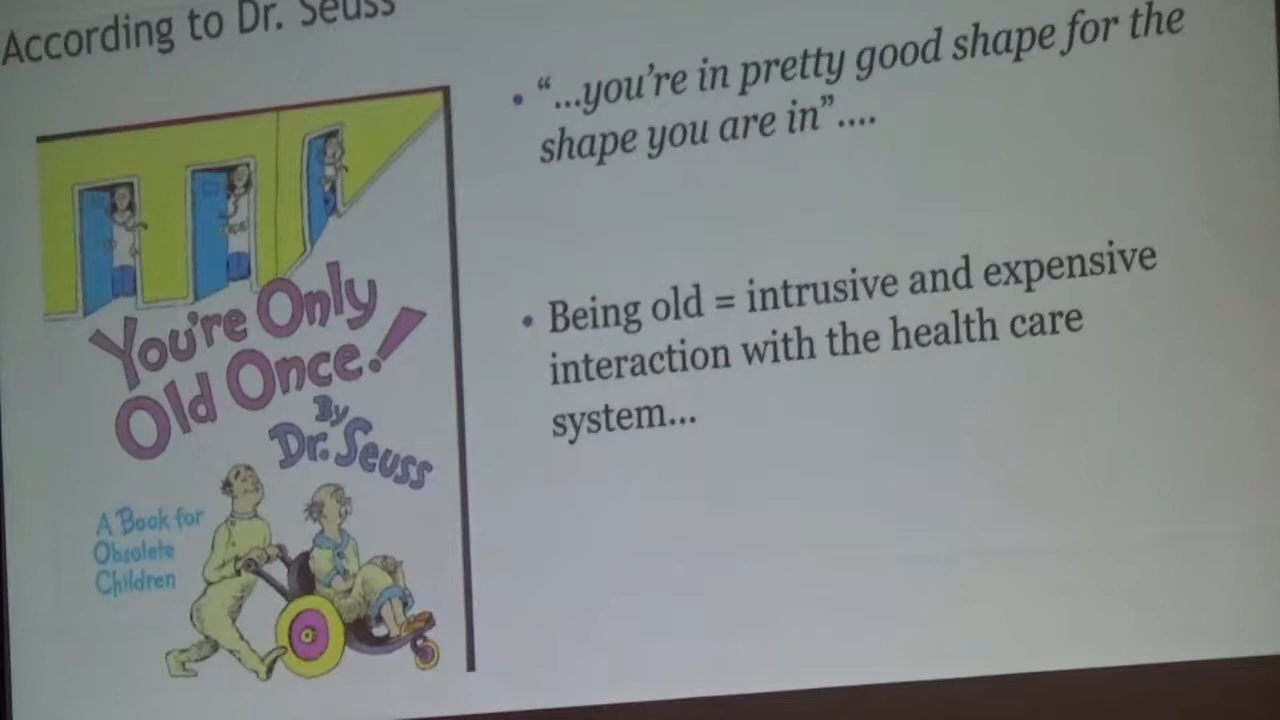 According to Dr. Seuss
• "...you're in pretty good shape for the
shape you are in"....
• Being old = intrusive and expensive
interaction with the health care
system...
You're Only
Old Once!
By
Dr. Seuss
A Book for
Obsolete
Children